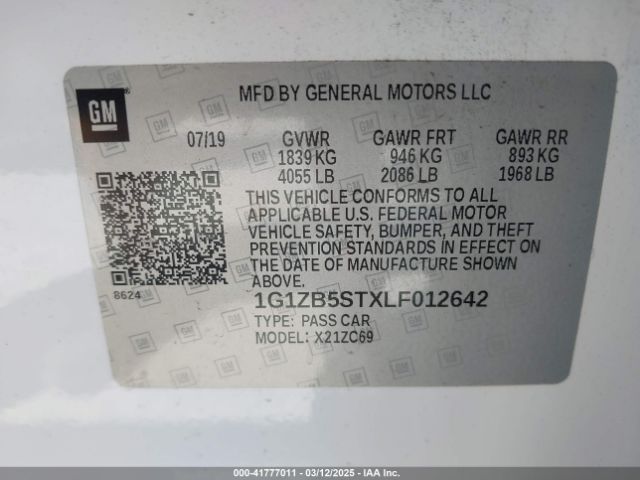 GM
MFD BY GENERAL MOTORS LLC
07/19 GVWR GAWR FRT GAWR RR
1839 KG 946 KG 893 KG
4055 LB 2086 LB 1968 LB
THIS VEHICLE CONFORMS TO ALL
APPLICABLE U.S. FEDERAL MOTOR
VEHICLE SAFETY, BUMPER, AND THEFT
PREVENTION STANDARDS IN EFFECT ON
THE DATE OF MANUFACTURE SHOWN
ABOVE.
8624
1G1ZB5STXLF012642
TYPE: PASS CAR
MODEL: X21ZC69
000-41777011 - 03/12/2025 - IAA Inc.